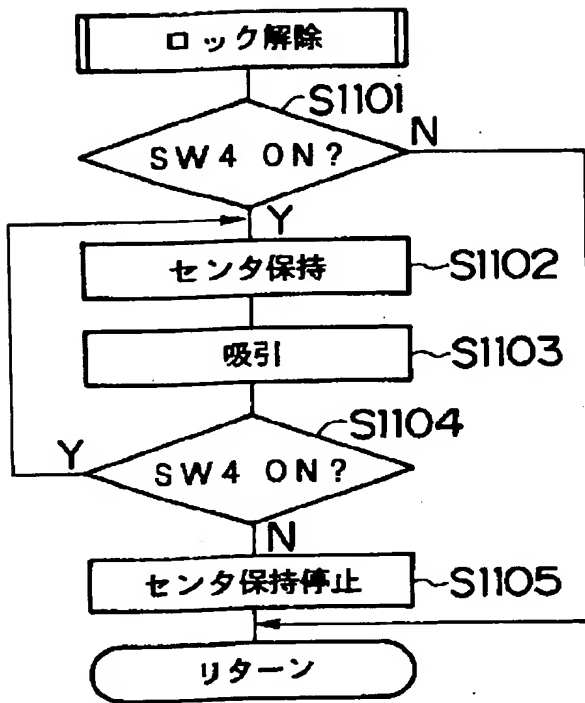 ロック解除
S1101
SW4 ON?
N
Y
センタ保持
S1102
吸引
S1103
S1104
Y
SW4 ON?
N
センタ保持停止
S1105
リターン